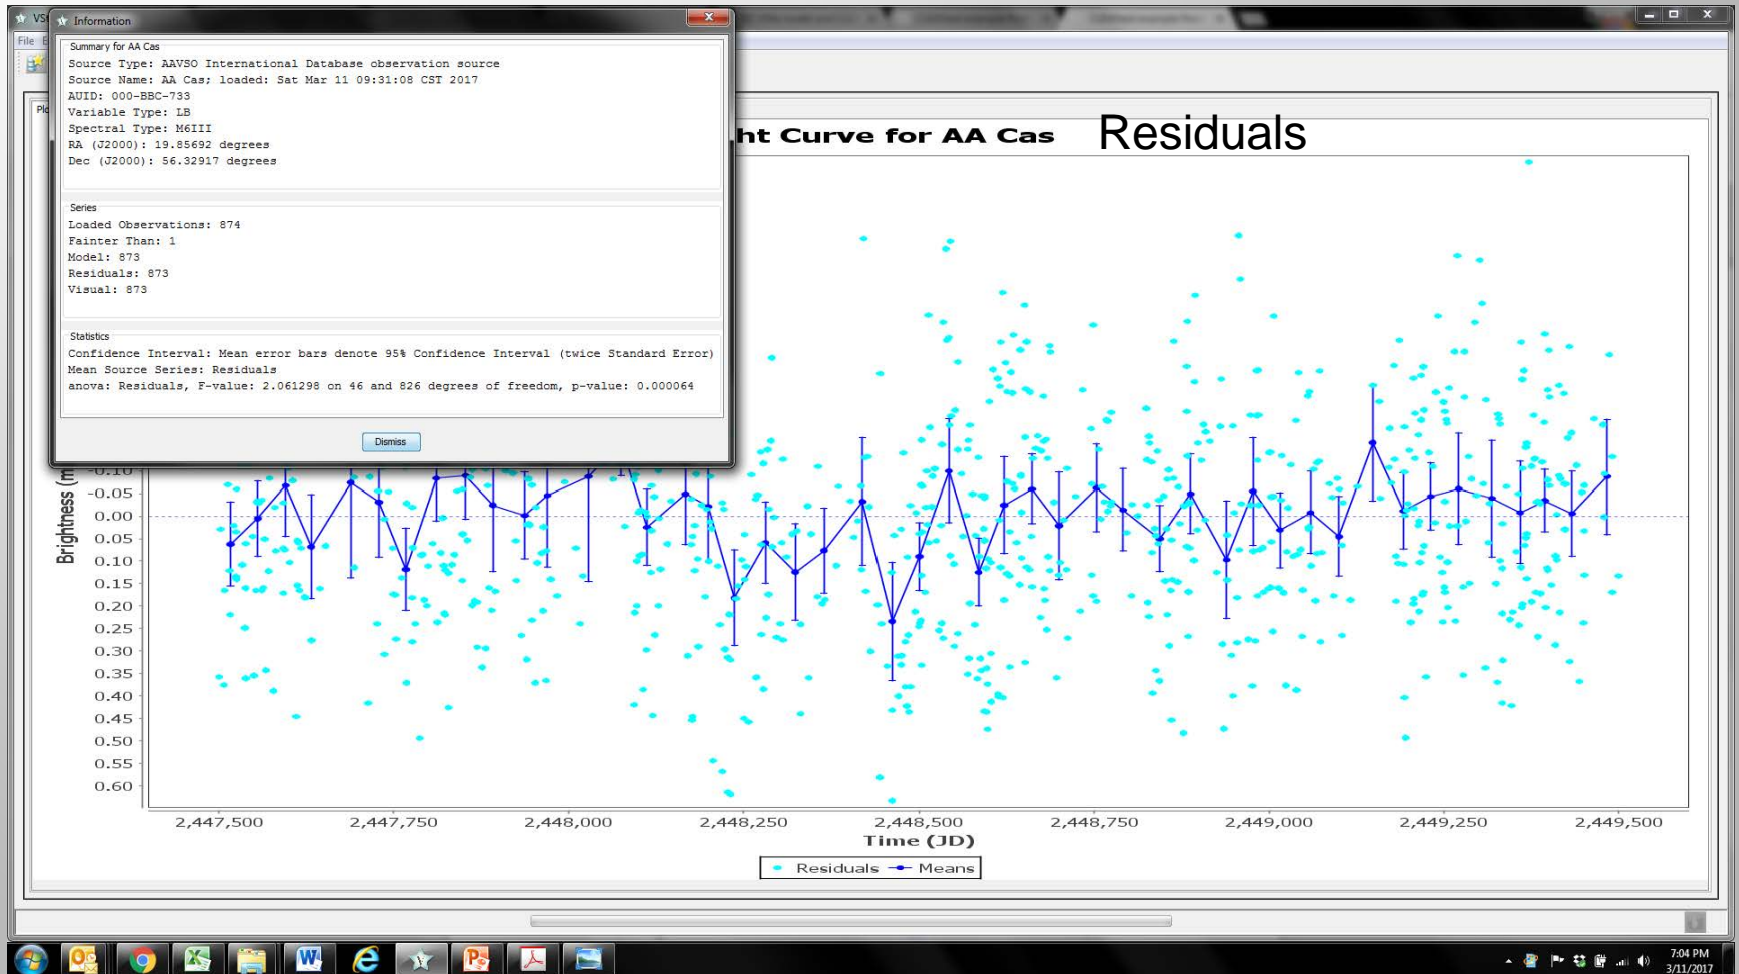 VS
Information
File E
Summary for AA Cas
Source Type: AAVSO International Database observation source
Source Name: AA Cas; loaded: Sat Mar 11 09:31:08 CST 2017
AUID: 000-BBC-733
Variable Type: LB
Spectral Type: M6III
RA (J2000): 19.85692 degrees
Dec (J2000): 56.32917 degrees
Series
Loaded Observations: 874
Fainter Than: 1
Model: 873
Residuals: 873
Visual: 873
Statistics
Confidence Interval: Mean error bars denote 95% Confidence Interval (twice Standard Error)
Mean Source Series: Residuals
anova: Residuals, F-value: 2.061298 on 46 and 826 degrees of freedom, p-value: 0.000064
Dismiss
Plo
ht Curve for AA Cas
Residuals
Brightness (m
-0.10
-0.05
0.00
0.05
0.10
0.15
0.20
0.25
0.30
0.35
0.40
0.45
0.50
0.55
0.60
2,447,500 2,447,750 2,448,000 2,448,250 2,448,500 2,448,750 2,449,000 2,449,250 2,449,500
Time (JD)
Residuals Means
7:04 PM
3/11/2017